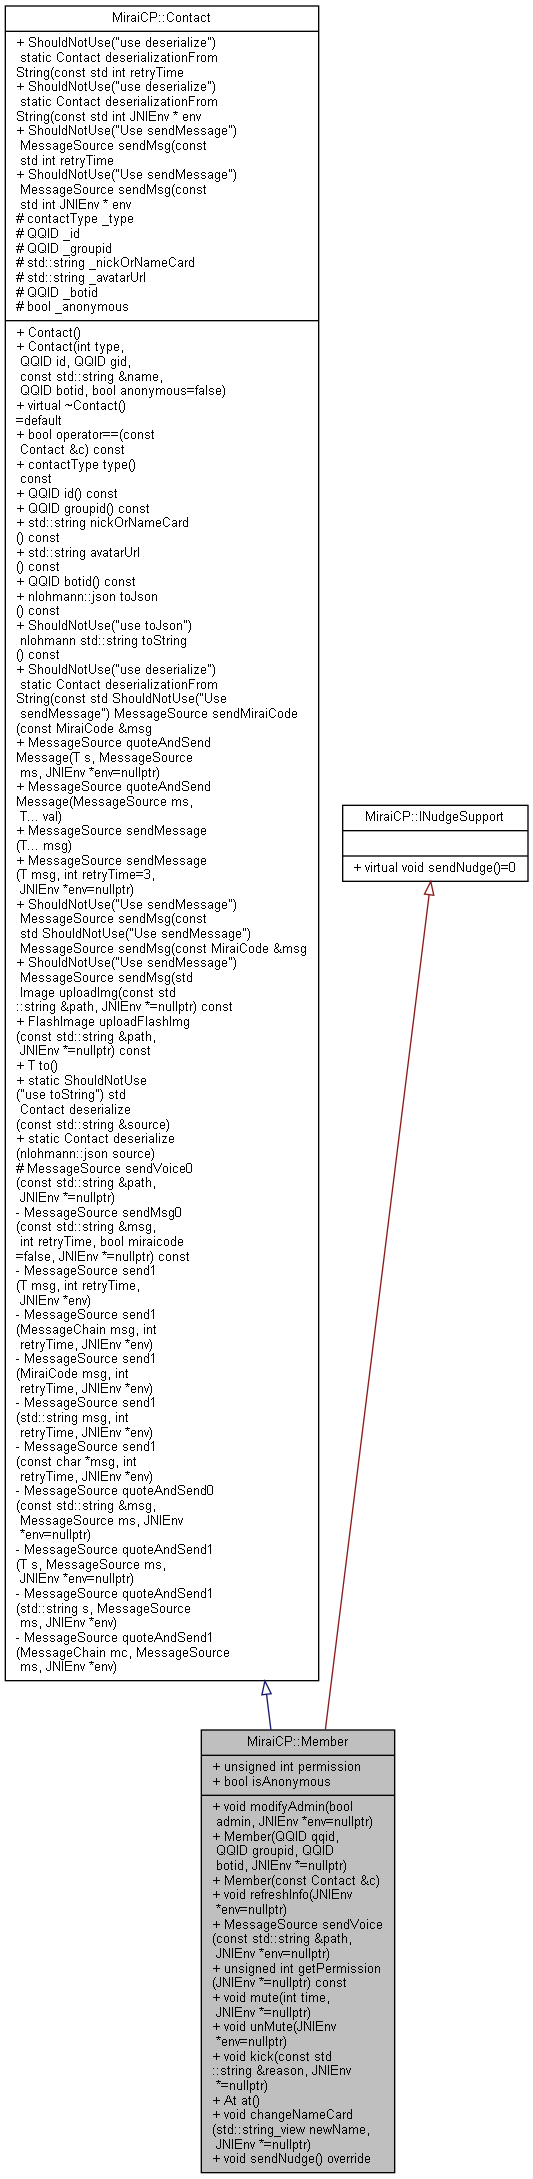 MiraiCP::Contact
+ ShouldNotUse("use deserialize")
static Contact deserializationFrom
String(const std int retryTime
+ ShouldNotUse("use deserialize")
static Contact deserializationFrom
String(const std int JNIEnv * env
+ ShouldNotUse("Use sendMessage")
MessageSource sendMsg(const
std int retryTime
+ ShouldNotUse("Use sendMessage")
MessageSource sendMsg(const
std int JNIEnv * env
# contactType _type
# QQID _id
# QQID _groupid
# std::string _nickOrNameCard
# std::string _avatarUrl
# QQID _botid
# bool _anonymous
+ Contact()
+ Contact(int type,
QQID id, QQID gid,
const std::string &name,
QQID botid, bool anonymous=false)
+ virtual ~Contact()
=default
+ bool operator==(const
Contact &c) const
+ contactType type()
const
+ QQID id() const
+ QQID groupid() const
+ std::string nickOrNameCard
() const
+ std::string avatarUrl
() const
+ QQID botid() const
+ nlohmann::json toJson
() const
+ ShouldNotUse("use toJson")
nlohmann std::string toString
() const
+ ShouldNotUse("use deserialize")
static Contact deserializationFrom
String(const std ShouldNotUse("Use
sendMessage") MessageSource sendMiraiCode
(const MiraiCode &msg
+ MessageSource quoteAndSend
Message(T s, MessageSource
ms, JNIEnv *env=nullptr)
+ MessageSource quoteAndSend
Message(MessageSource ms,
T... val)
+ MessageSource sendMessage
(T... msg)
+ MessageSource sendMessage
(T msg, int retryTime=3,
JNIEnv *env=nullptr)
+ ShouldNotUse("Use sendMessage")
MessageSource sendMsg(const
std ShouldNotUse("Use sendMessage")
MessageSource sendMsg(const MiraiCode &msg
+ ShouldNotUse("Use sendMessage")
MessageSource sendMsg(std
Image uploadImg(const std
::string &path, JNIEnv *=nullptr) const
+ FlashImage uploadFlashImg
(const std::string &path,
JNIEnv *=nullptr) const
+ T to()
+ static ShouldNotUse
("use toString") std
Contact deserialize
(const std::string &source)
+ static Contact deserialize
(nlohmann::json source)
# MessageSource sendVoice0
(const std::string &path,
JNIEnv *=nullptr)
- MessageSource sendMsg0
(const std::string &msg,
int retryTime, bool miraicode
=false, JNIEnv *=nullptr) const
- MessageSource send1
(T msg, int retryTime,
JNIEnv *env)
- MessageSource send1
(MessageChain msg, int
retryTime, JNIEnv *env)
- MessageSource send1
(MiraiCode msg, int
retryTime, JNIEnv *env)
- MessageSource send1
(std::string msg, int
retryTime, JNIEnv *env)
- MessageSource send1
(const char *msg, int
retryTime, JNIEnv *env)
- MessageSource quoteAndSend0
(const std::string &msg,
MessageSource ms, JNIEnv
*env=nullptr)
- MessageSource quoteAndSend1
(T s, MessageSource ms,
JNIEnv *env=nullptr)
- MessageSource quoteAndSend1
(std::string s, MessageSource
ms, JNIEnv *env)
- MessageSource quoteAndSend1
(MessageChain mc, MessageSource
ms, JNIEnv *env)
MiraiCP::INudgeSupport
+ virtual void sendNudge()=0
MiraiCP::Member
+ unsigned int permission
+ bool isAnonymous
+ void modifyAdmin(bool
admin, JNIEnv *env=nullptr)
+ Member(QQID qqid,
QQID groupid, QQID
botid, JNIEnv *=nullptr)
+ Member(const Contact &c)
+ void refreshInfo(JNIEnv
*env=nullptr)
+ MessageSource sendVoice
(const std::string &path,
JNIEnv *env=nullptr)
+ unsigned int getPermission
(JNIEnv *=nullptr) const
+ void mute(int time,
JNIEnv *=nullptr)
+ void unMute(JNIEnv
*env=nullptr)
+ void kick(const std
::string &reason, JNIEnv
*=nullptr)
+ At at()
+ void changeNameCard
(std::string_view newName,
JNIEnv *=nullptr)
+ void sendNudge() override